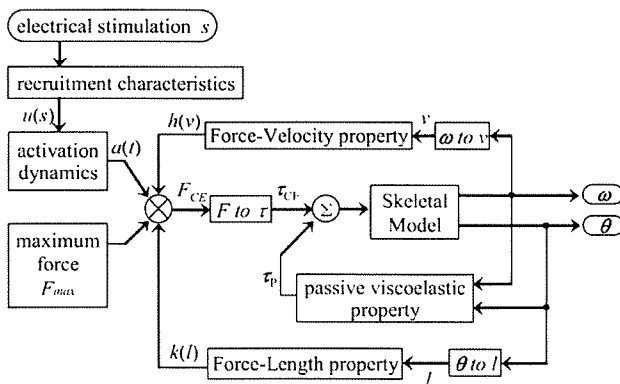 electrical stimulation s
recruitment characteristics
u(s)
activation
dynamics
a(t)
maximum
force
Fmax
h(v)
Force-Velocity property
v
ω to v
F_CE
F to τ
τ_CE
Σ
Skeletal
Model
ω
θ
τ_P
passive viscoelastic
property
k(l)
Force-Length property
l
θ to l